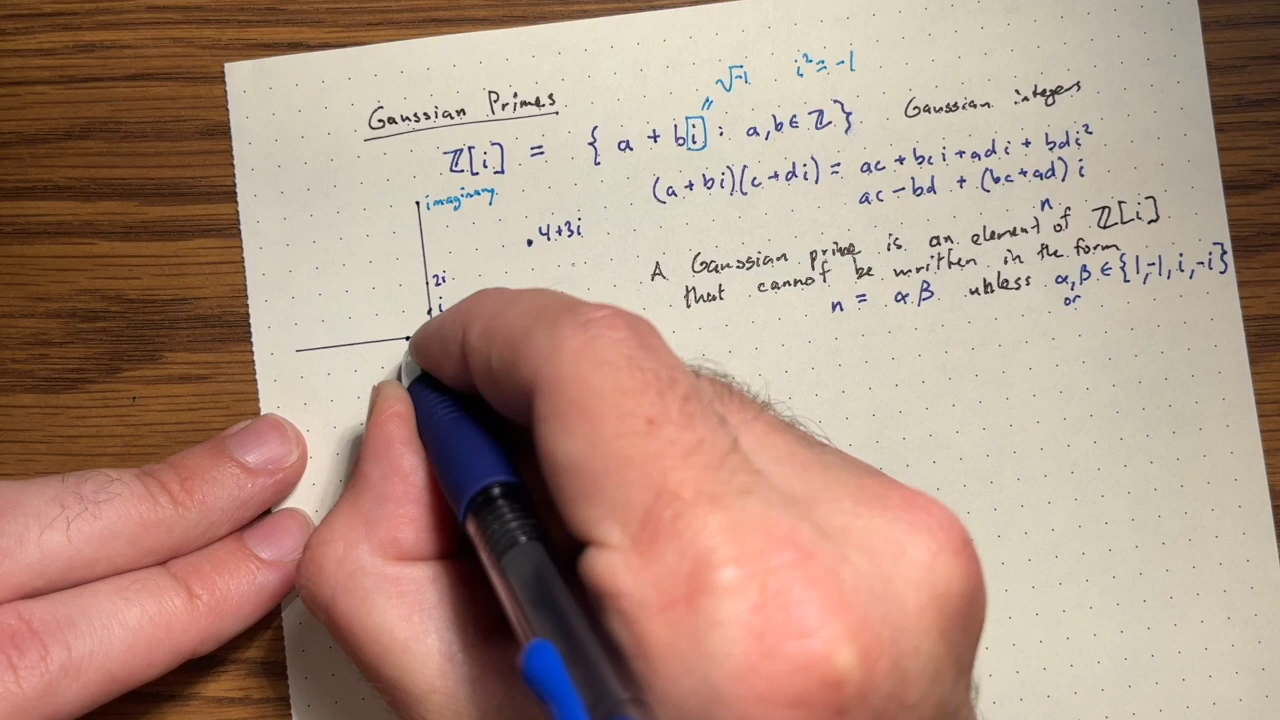 √-1 i² = -1
Gaussian Primes
ℤ[i] = { a + bi : a, b ∈ ℤ } Gaussian integers
(a+bi)(c+di) = ac + bci + adi + bdi²
ac - bd + (bc+ad) i
imaginary
4+3i
2i
i
A Gaussian prime is an element n of ℤ[i]
that cannot be written in the form
n = αβ unless α, β ∈ {1, -1, i, -i}
or